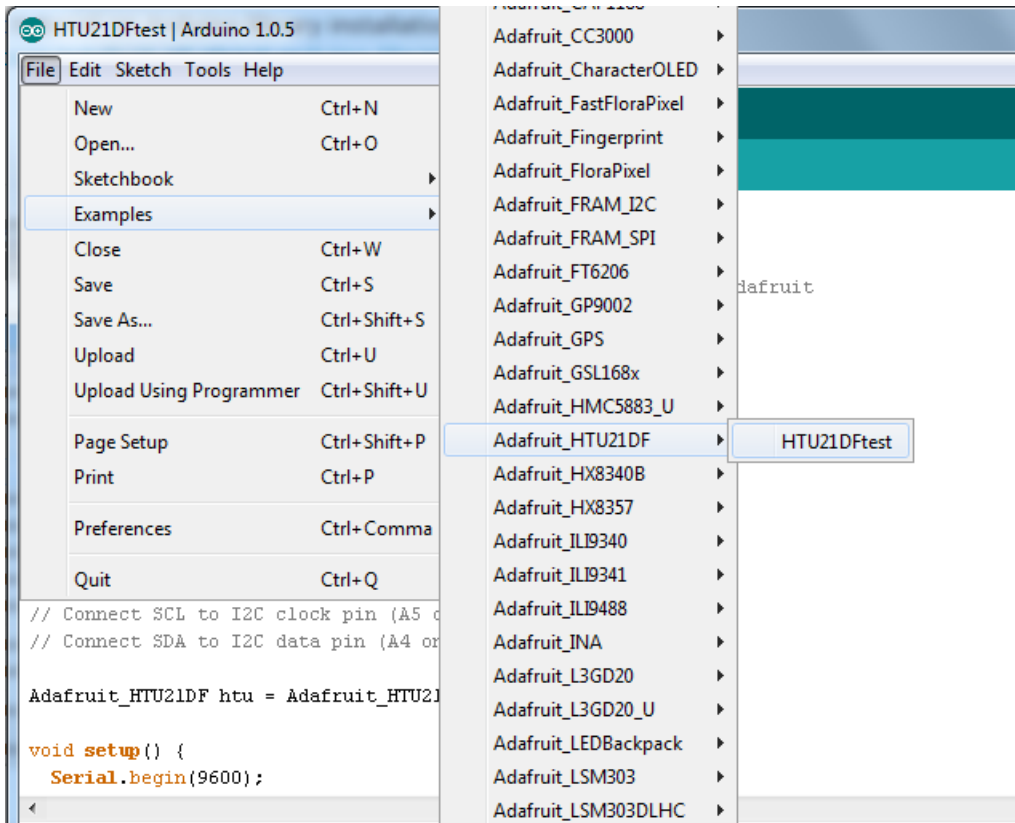 HTU21DFtest | Arduino 1.0.5
File Edit Sketch Tools Help
New Ctrl+N
Open... Ctrl+O
Sketchbook
Examples
Close Ctrl+W
Save Ctrl+S
Save As... Ctrl+Shift+S
Upload Ctrl+U
Upload Using Programmer Ctrl+Shift+U
Page Setup Ctrl+Shift+P
Print Ctrl+P
Preferences Ctrl+Comma
Quit Ctrl+Q
Adafruit_CC3000
Adafruit_CharacterOLED
Adafruit_FastFloraPixel
Adafruit_Fingerprint
Adafruit_FloraPixel
Adafruit_FRAM_I2C
Adafruit_FRAM_SPI
Adafruit_FT6206
Adafruit_GP9002
Adafruit_GPS
Adafruit_GSL168x
Adafruit_HMC5883_U
Adafruit_HTU21DF
Adafruit_HX8340B
Adafruit_HX8357
Adafruit_ILI9340
Adafruit_ILI9341
Adafruit_ILI9488
Adafruit_INA
Adafruit_L3GD20
Adafruit_L3GD20_U
Adafruit_LEDBackpack
Adafruit_LSM303
Adafruit_LSM303DLHC
HTU21DFtest
dafruit
// Connect SCL to I2C clock pin (A5
// Connect SDA to I2C data pin (A4 on
Adafruit_HTU21DF htu = Adafruit_HTU21
void setup() {
Serial.begin(9600);